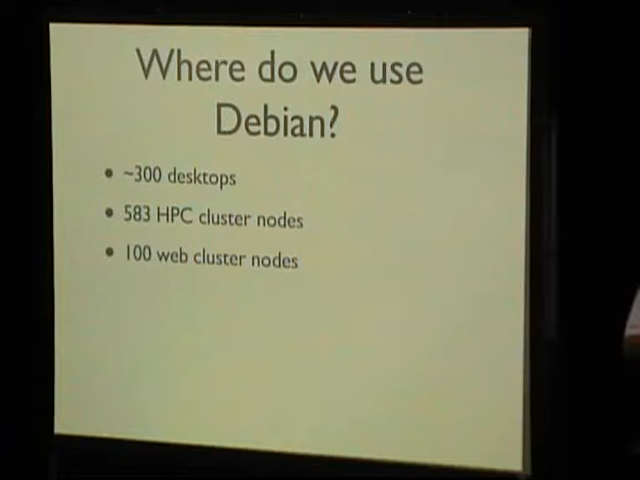 Where do we use
Debian?
• ~300 desktops
• 583 HPC cluster nodes
• 100 web cluster nodes